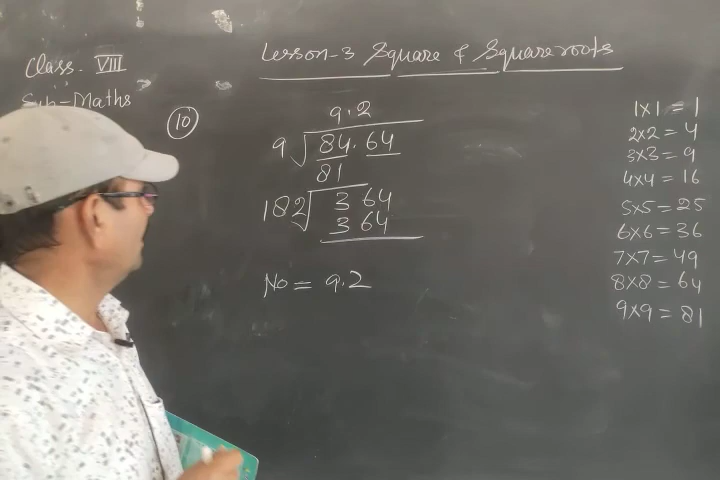 Lesson-3 Square & Square roots
Class. VIII
Sub-Maths
10
9.2
9 84.64
81
182 3 64
3 64
No = 9.2
1x1 = 1
2x2 = 4
3x3 = 9
4x4 = 16
5x5 = 25
6x6 = 36
7x7 = 49
8x8 = 64
9x9 = 81